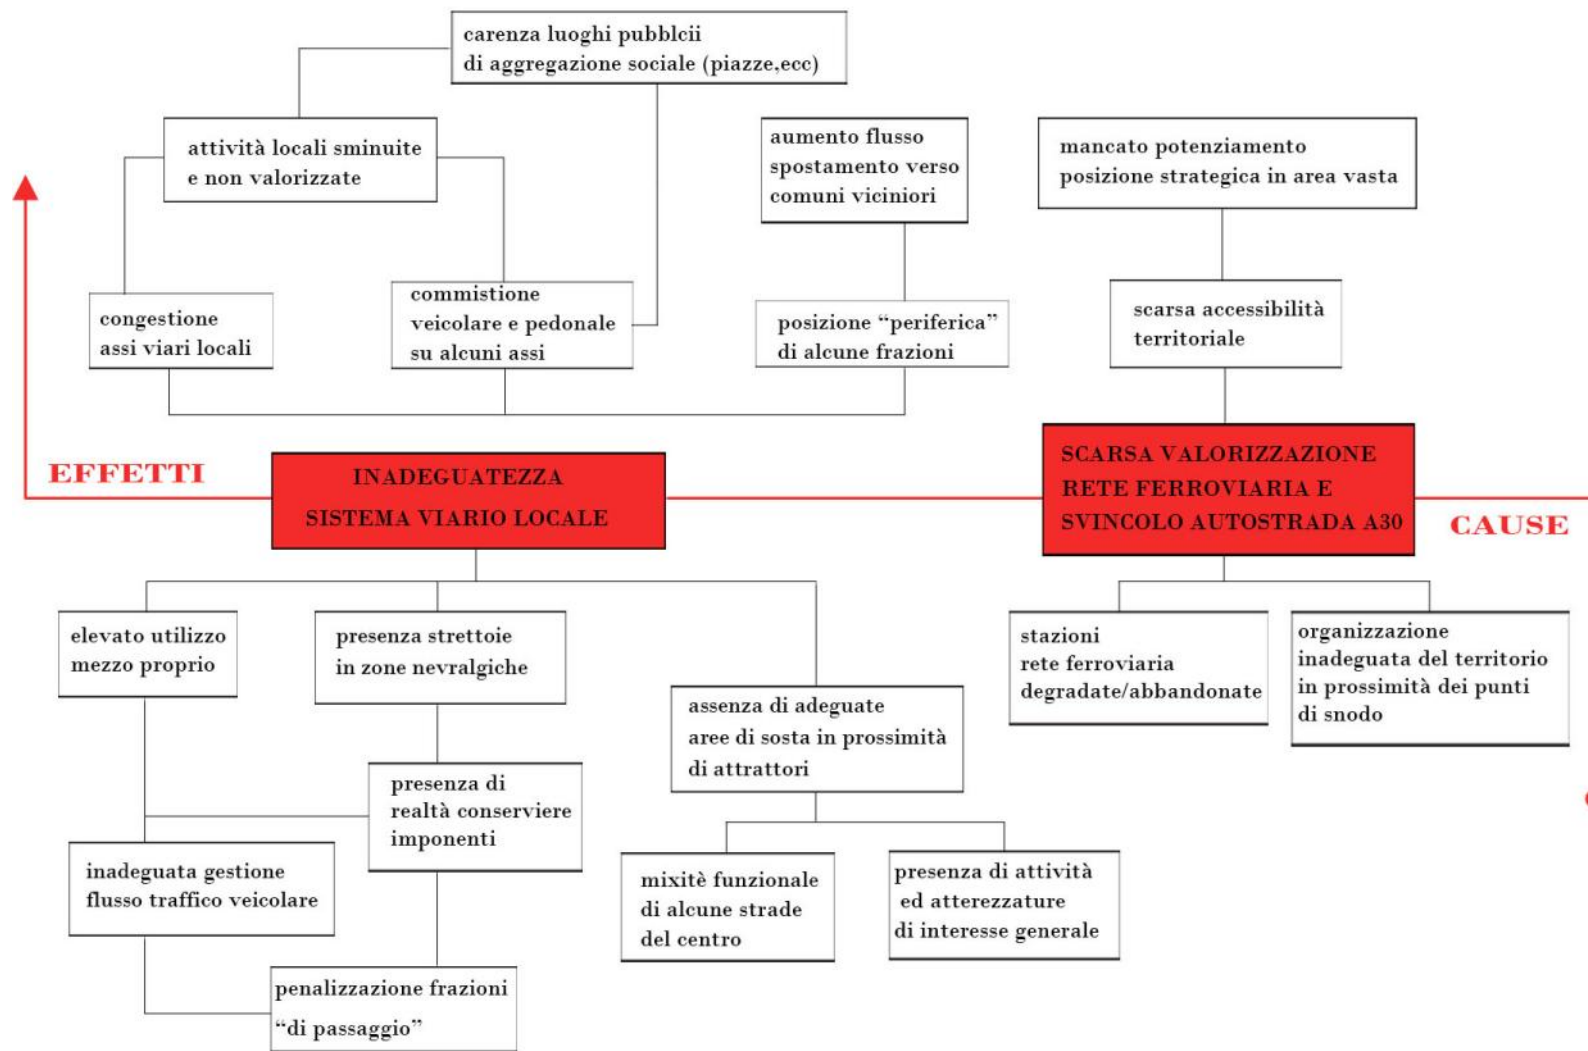 carenza luoghi pubblcii
di aggregazione sociale (piazze,ecc)
attività locali sminuite
e non valorizzate
aumento flusso
spostamento verso
comuni viciniori
mancato potenziamento
posizione strategica in area vasta
congestione
assi viari locali
commistione
veicolare e pedonale
su alcuni assi
posizione “periferica”
di alcune frazioni
scarsa accessibilità
territoriale
EFFETTI
INADEGUATEZZA
SISTEMA VIARIO LOCALE
SCARSA VALORIZZAZIONE
RETE FERROVIARIA E
SVINCOLO AUTOSTRADA A30
CAUSE
elevato utilizzo
mezzo proprio
presenza strettoie
in zone nevralgiche
assenza di adeguate
aree di sosta in prossimità
di attrattori
stazioni
rete ferroviaria
degradate/abbandonate
organizzazione
inadeguata del territorio
in prossimità dei punti
di snodo
presenza di
realtà conserviere
imponenti
inadeguata gestione
flusso traffico veicolare
mixitè funzionale
di alcune strade
del centro
presenza di attività
ed atterezzature
di interesse generale
penalizzazione frazioni
“di passaggio”